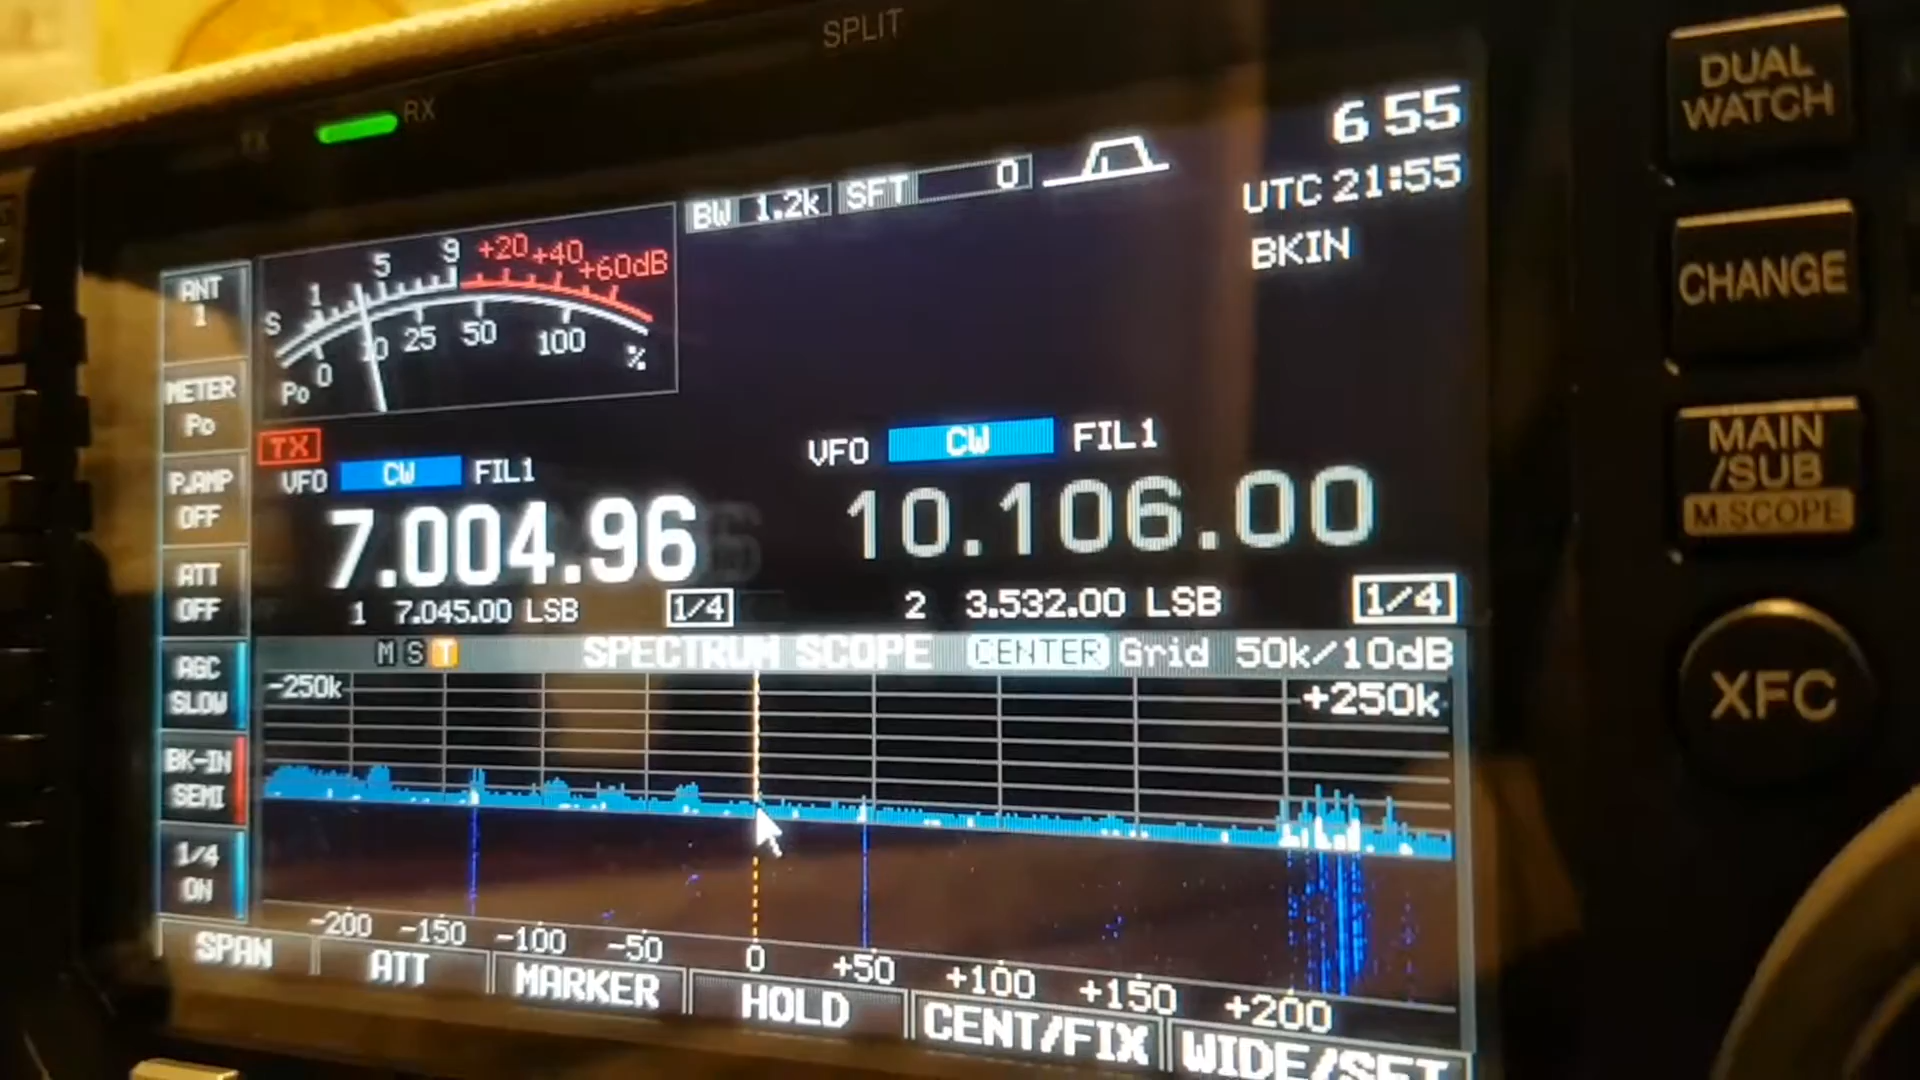 SPLIT
TX RX
DUAL
WATCH
6 55
BW 1.2k SFT 0
UTC 21:55
BKIN
CHANGE
ANT
1
S 1 5 9 +20 +40 +60dB
Po 0 10 25 50 100 %
METER
Po
TX
VFO CW FIL1
VFO CW FIL1
MAIN
/SUB
M.SCOPE
P.AMP
OFF
7.004.96
10.106.00
ATT
OFF
1 7.045.00 LSB 1/4
2 3.532.00 LSB 1/4
M S T SPECTRUM SCOPE CENTER Grid 50k/10dB
AGC
SLOW
-250k +250k
XFC
BK-IN
SEMI
1/4
ON
-200 -150 -100 -50 0 +50 +100 +150 +200
SPAN ATT MARKER HOLD CENT/FIX WIDE/SET